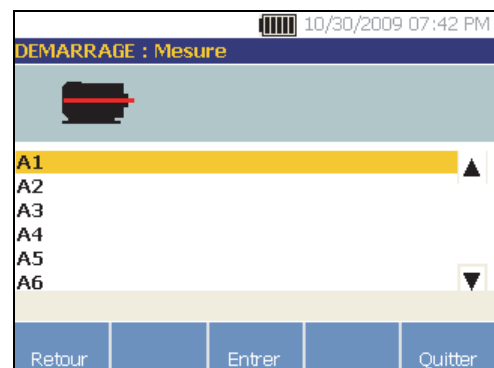 10/30/2009 07:42 PM
DEMARRAGE : Mesure
A1
A2
A3
A4
A5
A6
Retour Entrer Quitter